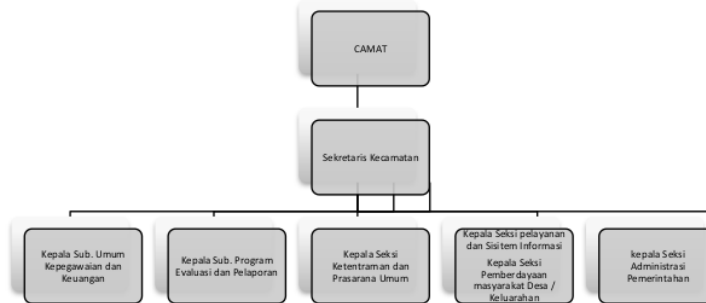 CAMAT
Sekretaris Kecamatan
Kepala Sub. Umum
Kepegawaian dan
Keuangan
Kepala Sub. Program
Evaluasi dan Pelaporan
Kepala Seksi
Ketentraman dan
Prasarana Umum
Kepala Seksi pelayanan
dan Sisitem Informasi
Kepala Seksi
Pemberdayaan
masyarakat Desa /
Keluarahan
kepala Seksi
Administrasi
Pemerintahan